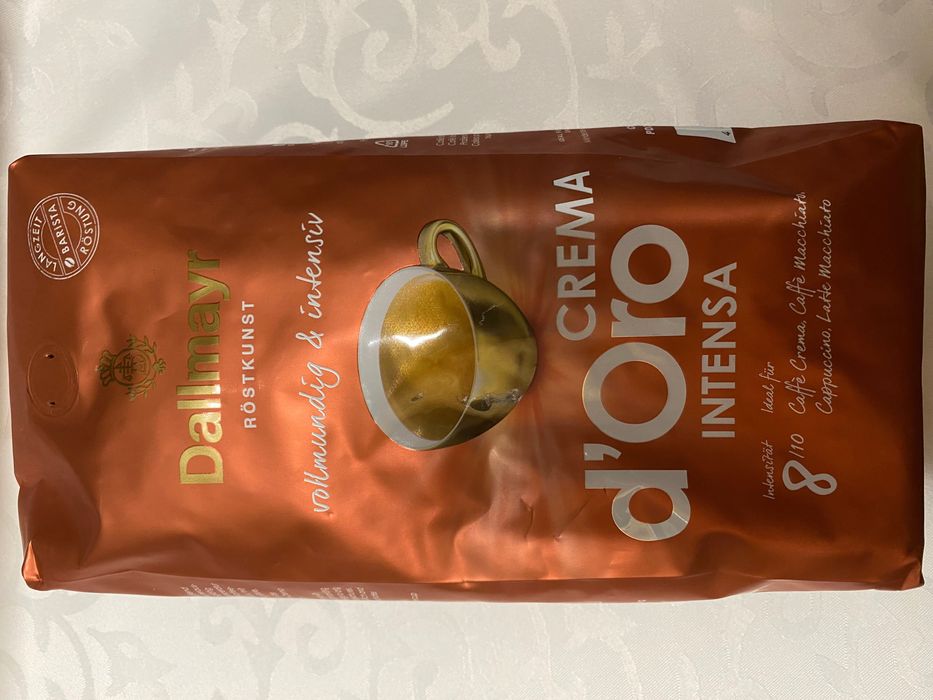 LANGZEIT
BARISTA
RÖSTUNG
Dallmayr
RÖSTKUNST
vollmundig & intensiv
CREMA
d'Oro
INTENSA
Intensität
8/10
Ideal für
Caffè Crema, Caffè Macchiato,
Cappuccino, Latte Macchiato